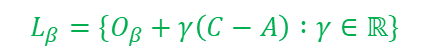 L_β = {O_β + γ(C − A) : γ ∈ ℝ}